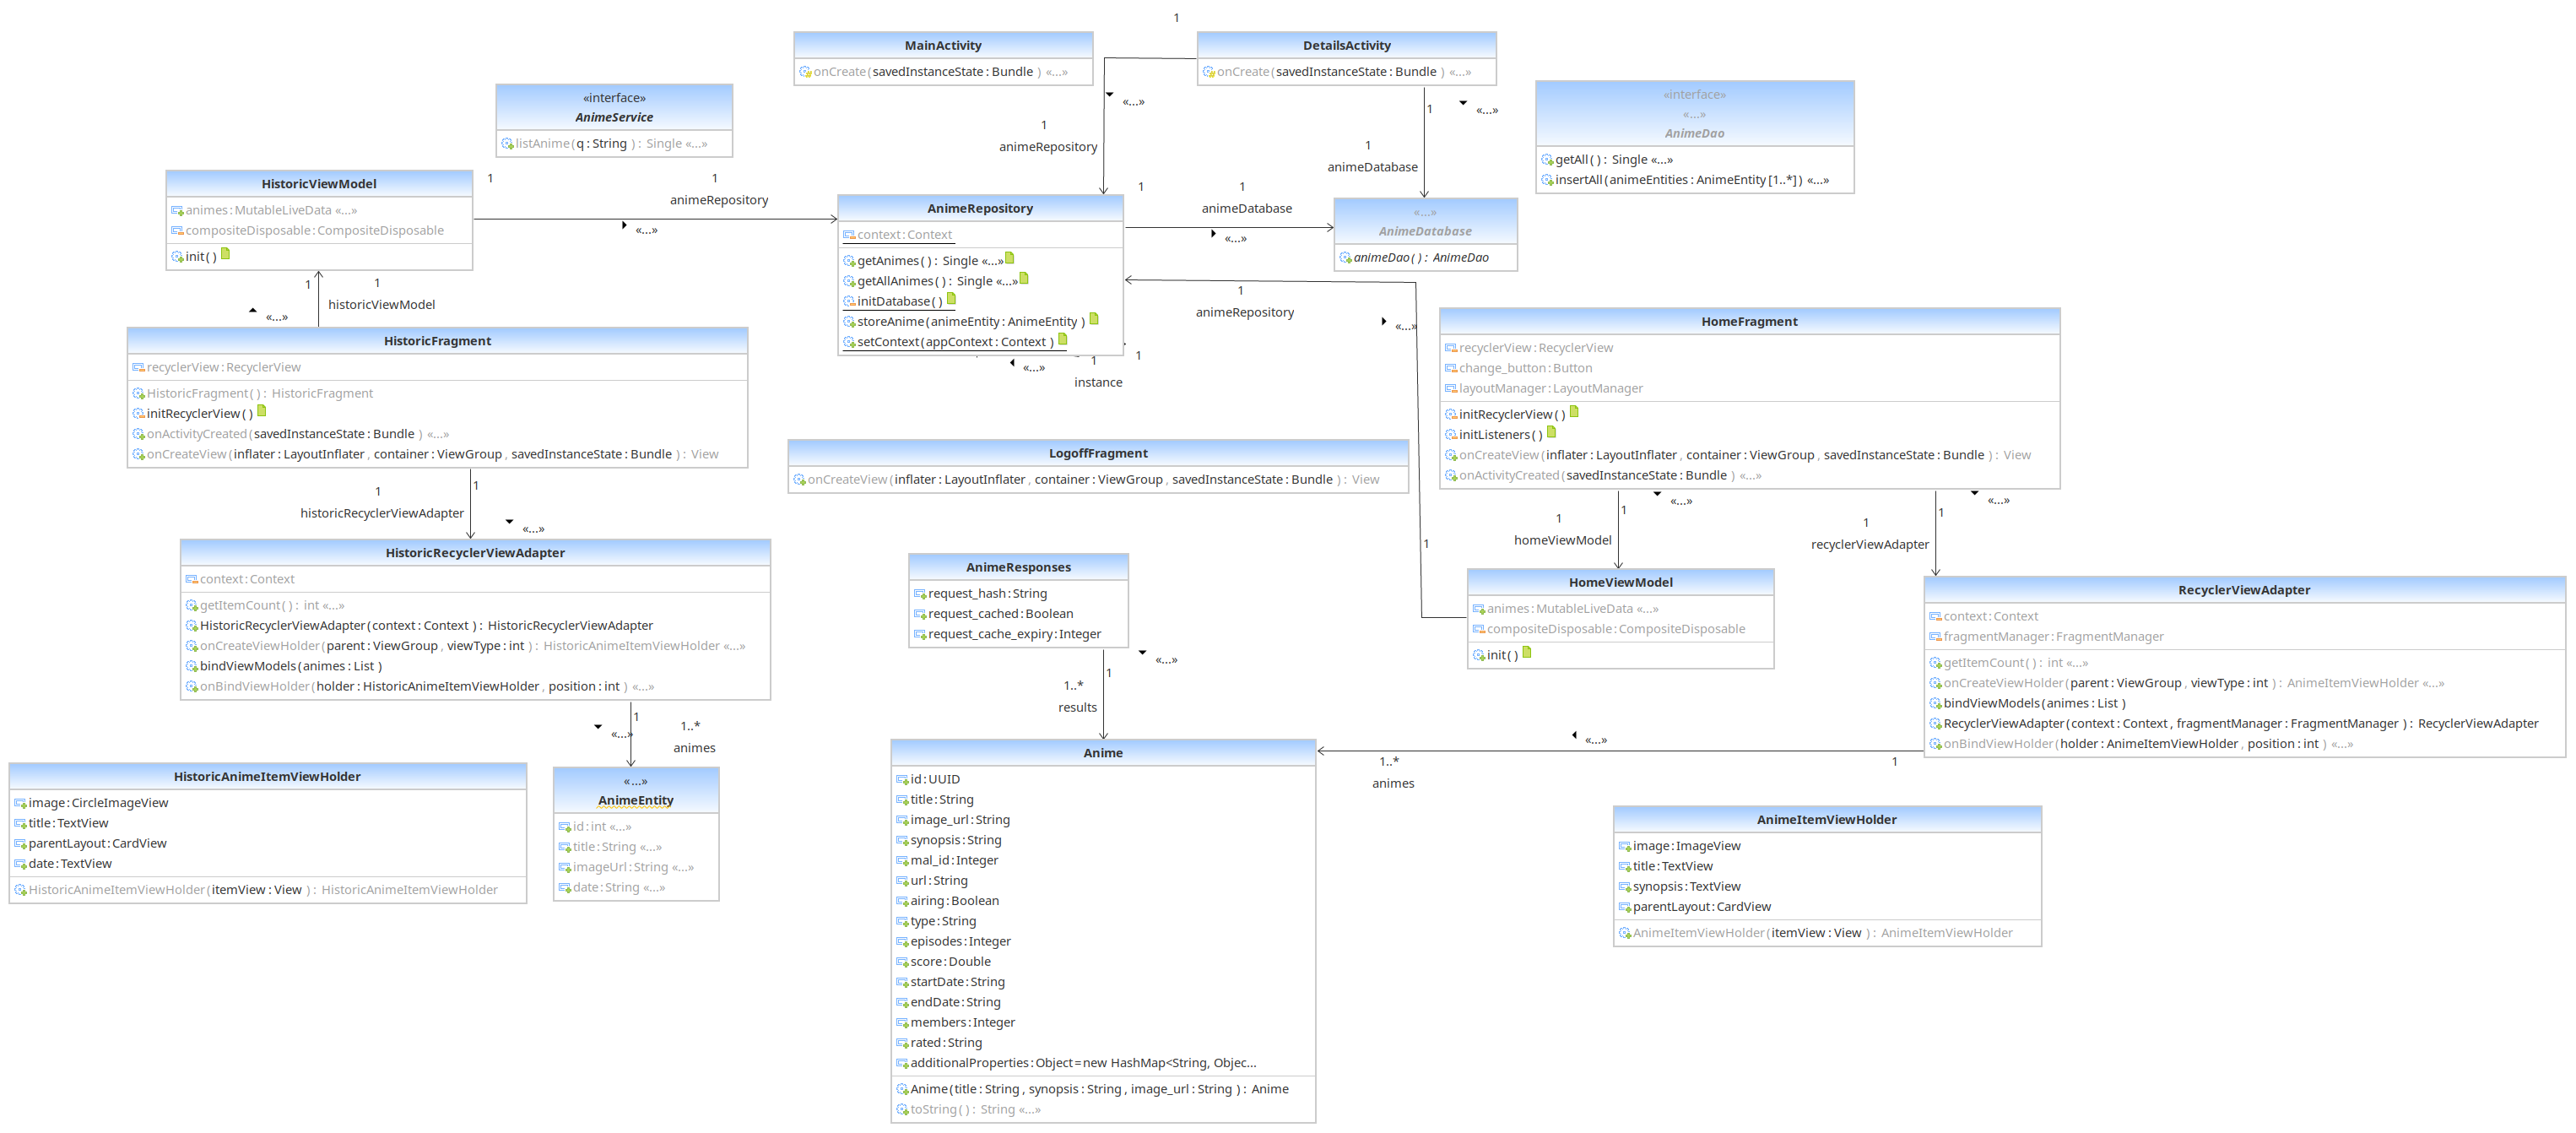 1
MainActivity
onCreate(savedInstanceState:Bundle ) «...»
DetailsActivity
onCreate(savedInstanceState:Bundle ) «...»
«...»
1
animeRepository
1
«...»
1
animeDatabase
«interface»
AnimeService
listAnime(q:String ): Single «...»
«interface»
«...»
AnimeDao
getAll(): Single «...»
insertAll(animeEntities:AnimeEntity[1..*]) «...»
HistoricViewModel
animes:MutableLiveData «...»
compositeDisposable:CompositeDisposable
init()
1
1
animeRepository
«...»
AnimeRepository
context:Context
getAnimes(): Single «...»
getAllAnimes(): Single «...»
initDatabase()
storeAnime(animeEntity:AnimeEntity )
setContext(appContext:Context )
1
1
animeDatabase
«...»
«...»
AnimeDatabase
animeDao(): AnimeDao
1
animeRepository
«...»
«...»
1
1
instance
1
1
historicViewModel
«...»
HistoricFragment
recyclerView:RecyclerView
HistoricFragment(): HistoricFragment
initRecyclerView()
onActivityCreated(savedInstanceState:Bundle ) «...»
onCreateView(inflater:LayoutInflater, container:ViewGroup, savedInstanceState:Bundle ): View
HomeFragment
recyclerView:RecyclerView
change_button:Button
layoutManager:LayoutManager
initRecyclerView()
initListeners()
onCreateView(inflater:LayoutInflater, container:ViewGroup, savedInstanceState:Bundle ): View
onActivityCreated(savedInstanceState:Bundle ) «...»
LogoffFragment
onCreateView(inflater:LayoutInflater, container:ViewGroup, savedInstanceState:Bundle ): View
1
1
historicRecyclerViewAdapter
«...»
«...»
1
1
homeViewModel
«...»
1
1
recyclerViewAdapter
1
HistoricRecyclerViewAdapter
context:Context
getItemCount(): int «...»
HistoricRecyclerViewAdapter(context:Context ): HistoricRecyclerViewAdapter
onCreateViewHolder(parent:ViewGroup, viewType:int ): HistoricAnimeItemViewHolder «...»
bindViewModels(animes:List )
onBindViewHolder(holder:HistoricAnimeItemViewHolder, position:int ) «...»
AnimeResponses
request_hash:String
request_cached:Boolean
request_cache_expiry:Integer
HomeViewModel
animes:MutableLiveData «...»
compositeDisposable:CompositeDisposable
init()
RecyclerViewAdapter
context:Context
fragmentManager:FragmentManager
getItemCount(): int «...»
onCreateViewHolder(parent:ViewGroup, viewType:int ): AnimeItemViewHolder «...»
bindViewModels(animes:List )
RecyclerViewAdapter(context:Context, fragmentManager:FragmentManager ): RecyclerViewAdapter
onBindViewHolder(holder:AnimeItemViewHolder, position:int ) «...»
«...»
1
1..*
results
1
«...»
1..*
animes
«...»
1..*
animes
1
HistoricAnimeItemViewHolder
image:CircleImageView
title:TextView
parentLayout:CardView
date:TextView
HistoricAnimeItemViewHolder(itemView:View ): HistoricAnimeItemViewHolder
«...»
AnimeEntity
id:int «...»
title:String «...»
imageUrl:String «...»
date:String «...»
Anime
id:UUID
title:String
image_url:String
synopsis:String
mal_id:Integer
url:String
airing:Boolean
type:String
episodes:Integer
score:Double
startDate:String
endDate:String
members:Integer
rated:String
additionalProperties:Object=new HashMap<String, Objec...
Anime(title:String, synopsis:String, image_url:String ): Anime
toString(): String «...»
AnimeItemViewHolder
image:ImageView
title:TextView
synopsis:TextView
parentLayout:CardView
AnimeItemViewHolder(itemView:View ): AnimeItemViewHolder